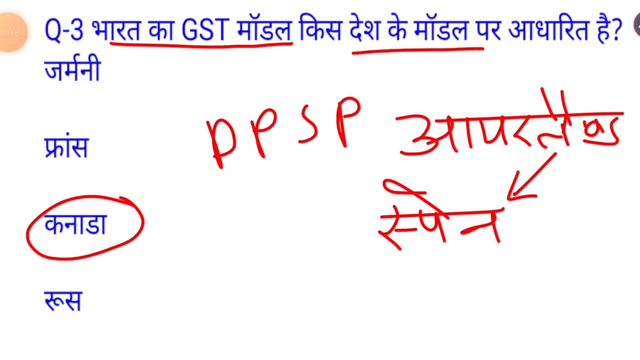 Q-3 भारत का GST मॉडल किस देश के मॉडल पर आधारित है?
जर्मनी
DPSP आयरलैंड
फ्रांस
कनाडा
स्पेन
रूस